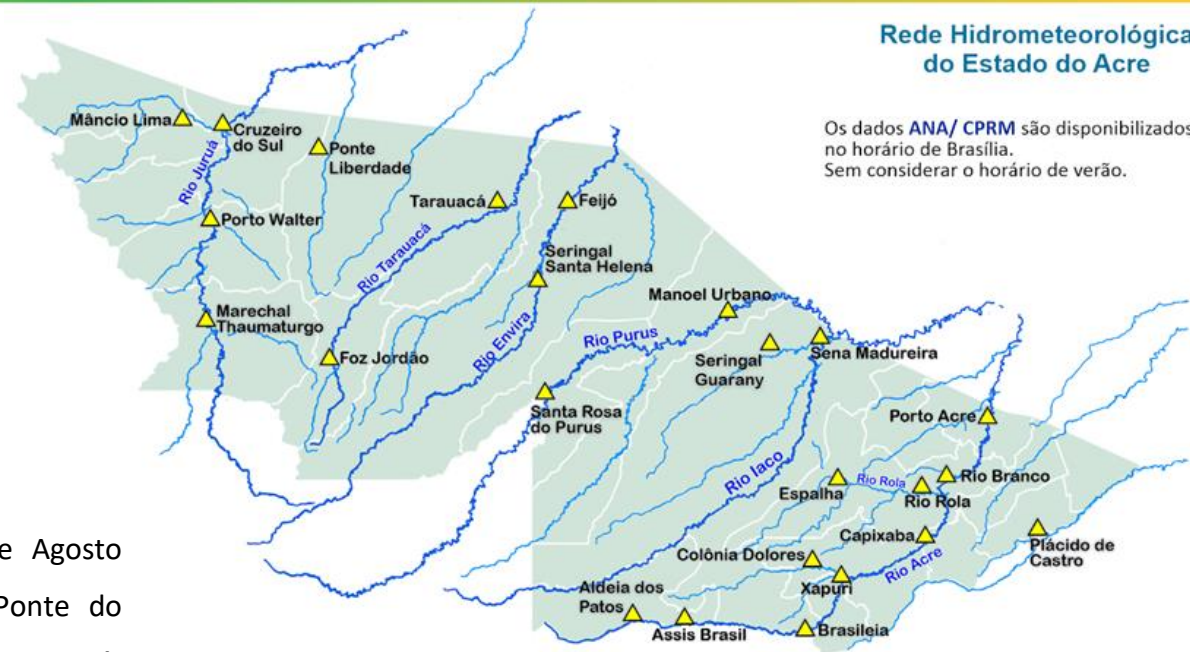 Rede Hidrometeorológica
do Estado do Acre
Os dados ANA/ CPRM são disponibilizados
no horário de Brasília.
Sem considerar o horário de verão.
Mâncio Lima
Cruzeiro
do Sul
Ponte
Liberdade
Rio Juruá
Porto Walter
Tarauacá
Feijó
Rio Tarauacá
Seringal
Santa Helena
Marechal
Thaumaturgo
Foz Jordão
Rio Envira
Manoel Urbano
Rio Purus
Seringal
Guarany
Sena Madureira
Santa Rosa
do Purus
Porto Acre
Rio Iaco
Espalha
Rio Rola
Rio Rola
Rio Branco
Capixaba
Plácido de
Castro
Colônia Dolores
Rio Acre
Xapuri
Aldeia dos
Patos
Assis Brasil
Brasileia
e Agosto
Ponte do